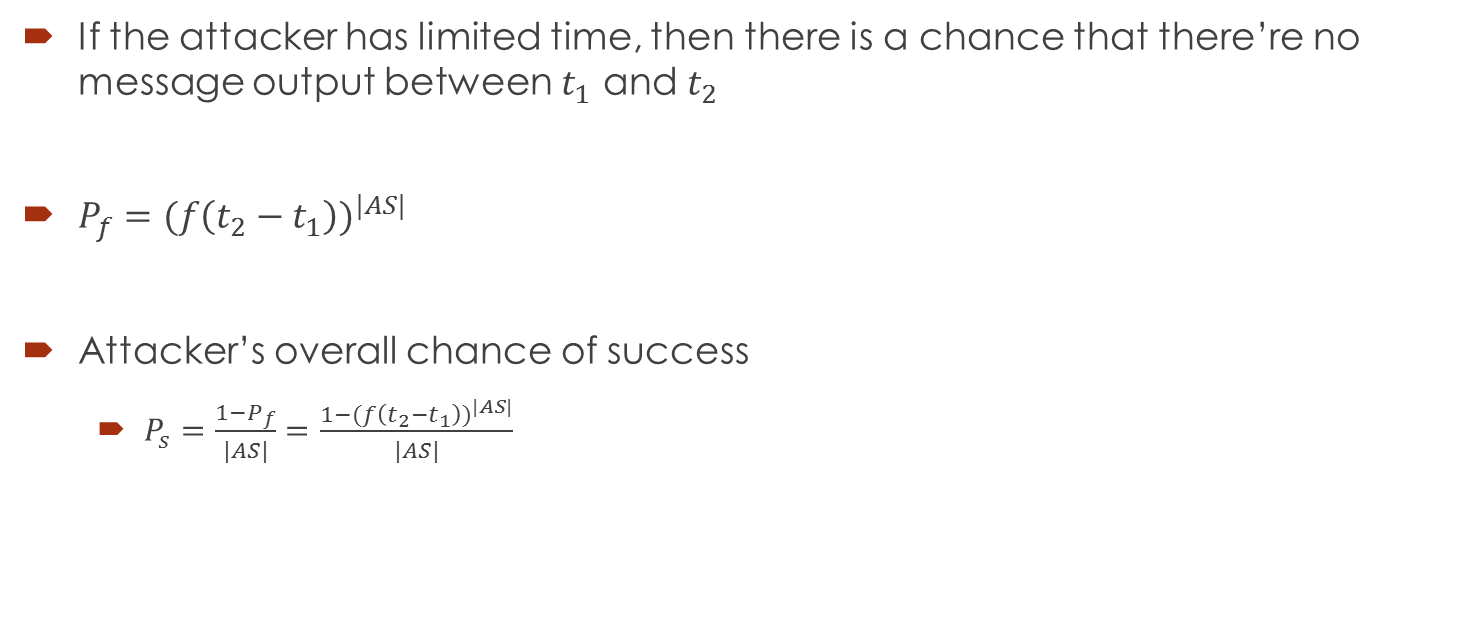 If the attacker has limited time, then there is a chance that there’re no
message output between t₁ and t₂
P_f = (f(t₂ − t₁))^|AS|
Attacker’s overall chance of success
P_s = (1−P_f)/|AS| = (1−(f(t₂−t₁))^|AS|)/|AS|